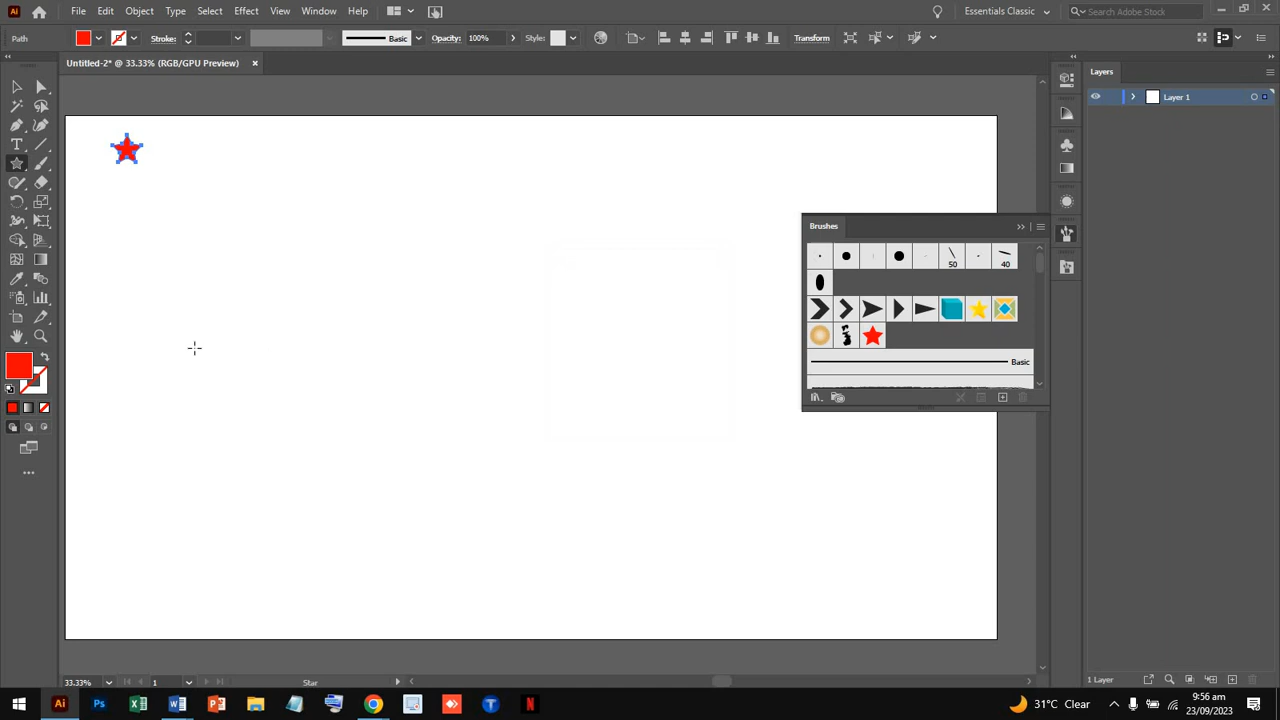 Ai File Edit Object Type Select Effect View Window Help Essentials Classic Search Adobe Stock
Path Stroke: Basic Opacity: 100% Style: Transform
Untitled-2* @ 33.33% (RGB/GPU Preview)
Layers
Layer 1
Brushes
50
40
Basic
33.33% 1 Star
1 Layer
Ai Ps 31°C Clear 9:56 am
23/09/2023